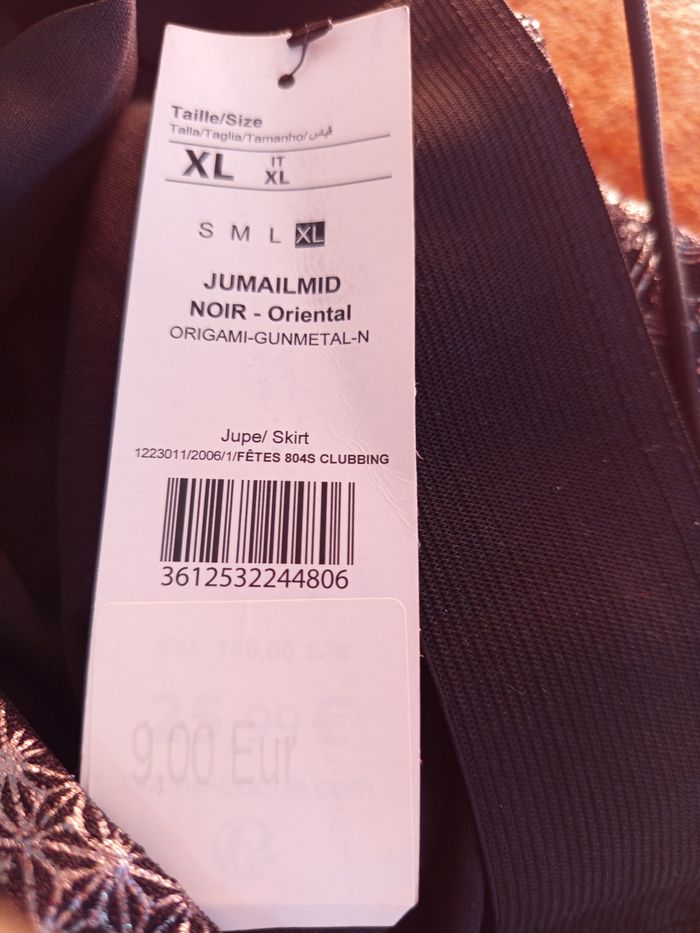 Taille/Size
Talla/Taglia/Tamanho/قياس
XL IT XL
S M L XL
JUMAILMID
NOIR - Oriental
ORIGAMI-GUNMETAL-N
Jupe/ Skirt
1223011/2006/1/FÊTES 804S CLUBBING
3612532244806
9,00 Eur